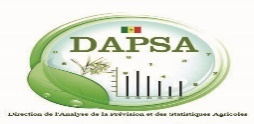 DAPSA
Direction de l'Analyse de la Prévision et des Statistiques Agricoles